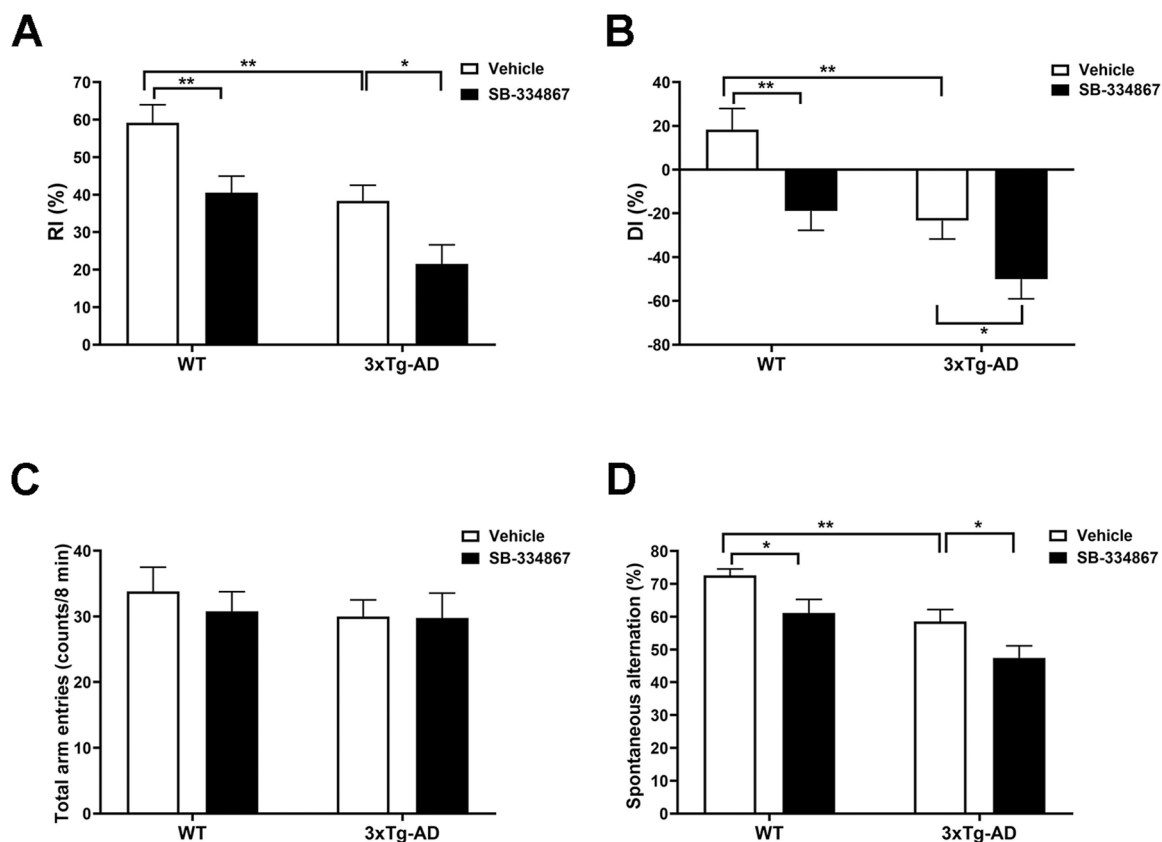 A
RI (%)
70
60
50
40
30
20
10
0
**
**
*
Vehicle
SB-334867
WT
3xTg-AD
B
DI (%)
40
20
0
-20
-40
-60
-80
**
**
*
Vehicle
SB-334867
WT
3xTg-AD
C
Total arm entries (counts/8 min)
40
30
20
10
0
Vehicle
SB-334867
WT
3xTg-AD
D
Spontaneous alternation (%)
80
70
60
50
40
30
20
10
0
**
*
*
Vehicle
SB-334867
WT
3xTg-AD